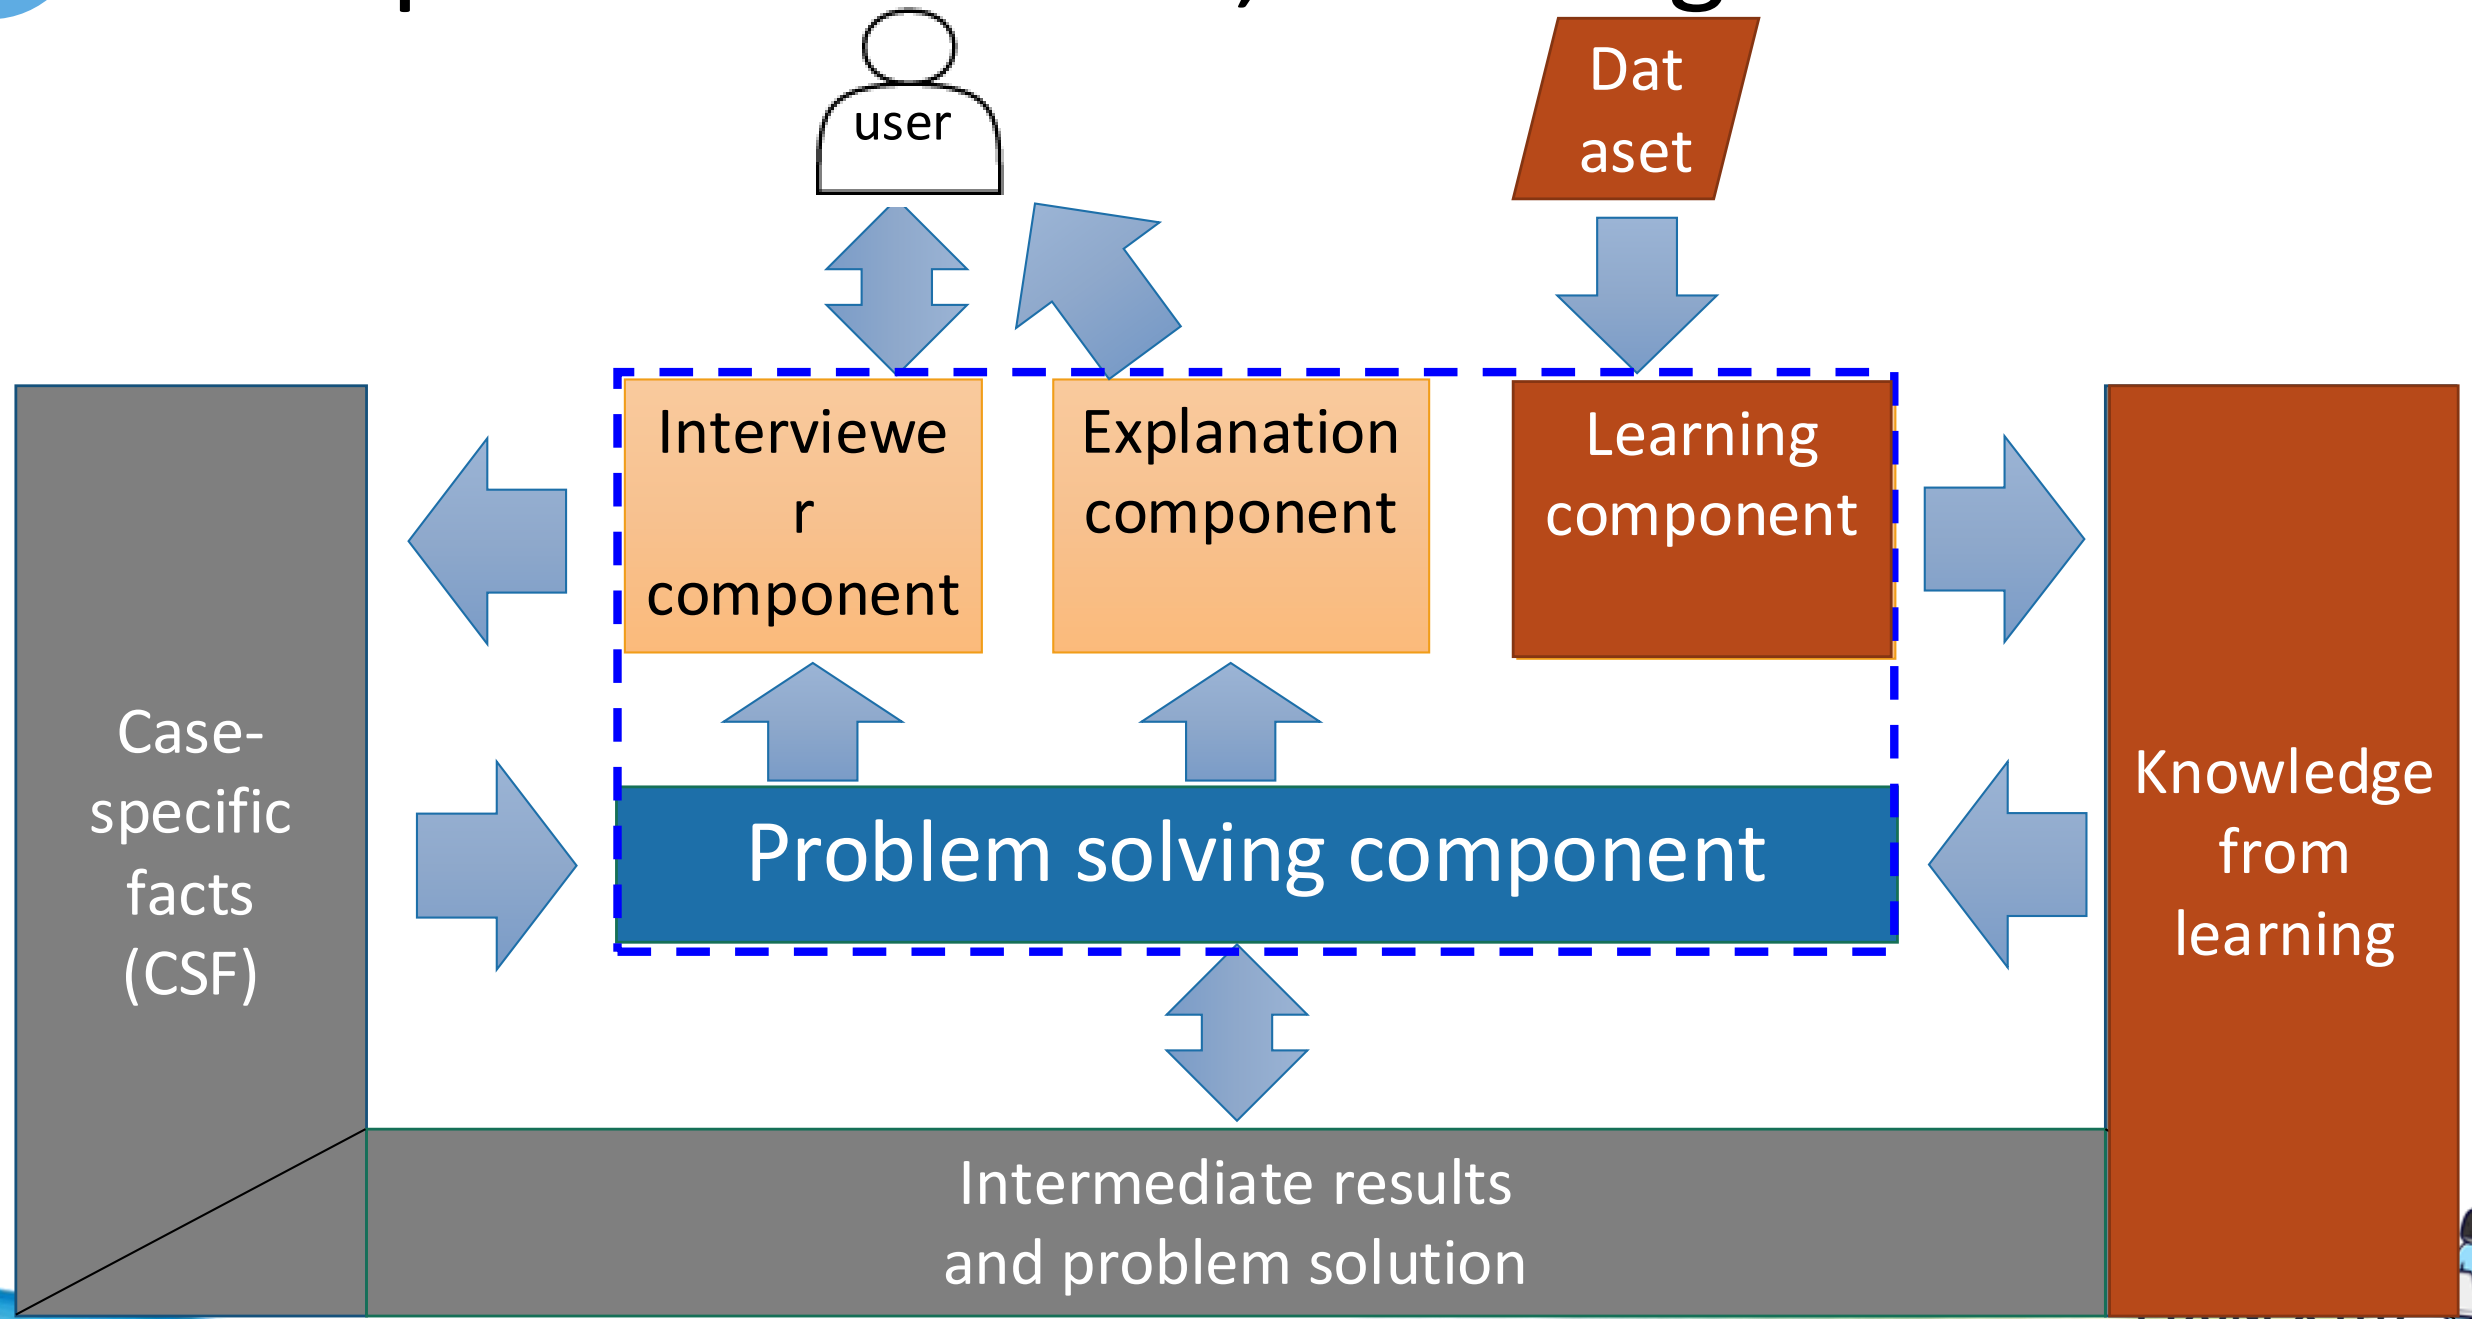 user
Dat
aset
Interviewe
r
component
Explanation
component
Learning
component
Case-
specific
facts
(CSF)
Problem solving component
Knowledge
from
learning
Intermediate results
and problem solution